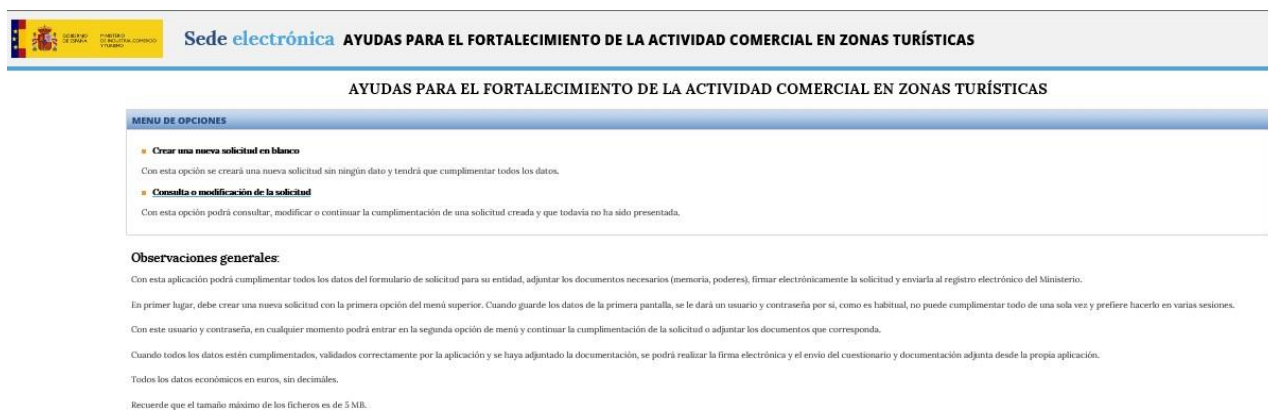 GOBIERNO DE ESPAÑA
MINISTERIO DE INDUSTRIA, COMERCIO Y TURISMO
Sede electrónica AYUDAS PARA EL FORTALECIMIENTO DE LA ACTIVIDAD COMERCIAL EN ZONAS TURÍSTICAS
AYUDAS PARA EL FORTALECIMIENTO DE LA ACTIVIDAD COMERCIAL EN ZONAS TURÍSTICAS
MENU DE OPCIONES
Crear una nueva solicitud en blanco
Con esta opción se creará una nueva solicitud sin ningún dato y tendrá que cumplimentar todos los datos.
Consulta o modificación de la solicitud
Con esta opción podrá consultar, modificar o continuar la cumplimentación de una solicitud creada y que todavía no ha sido presentada.
Observaciones generales:
Con esta aplicación podrá cumplimentar todos los datos del formulario de solicitud para su entidad, adjuntar los documentos necesarios (memoria, poderes), firmar electrónicamente la solicitud y enviarla al registro electrónico del Ministerio.
En primer lugar, debe crear una nueva solicitud con la primera opción del menú superior. Cuando guarde los datos de la primera pantalla, se le dará un usuario y contraseña por si, como es habitual, no puede cumplimentar todo de una sola vez y prefiere hacerlo en varias sesiones.
Con este usuario y contraseña, en cualquier momento podrá entrar en la segunda opción de menú y continuar la cumplimentación de la solicitud o adjuntar los documentos que corresponda.
Cuando todos los datos estén cumplimentados, validados correctamente por la aplicación y se haya adjuntado la documentación, se podrá realizar la firma electrónica y el envío del cuestionario y documentación adjunta desde la propia aplicación.
Todos los datos económicos en euros, sin decimáles.
Recuerde que el tamaño máximo de los ficheros es de 5 MB.